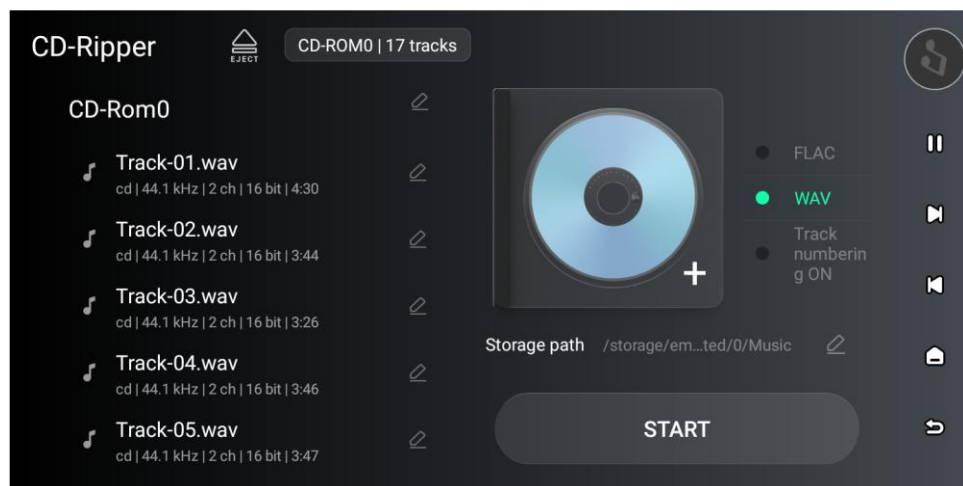 CD-Ripper
EJECT
CD-ROM0 | 17 tracks
CD-Rom0
Track-01.wav
cd | 44.1 kHz | 2 ch | 16 bit | 4:30
Track-02.wav
cd | 44.1 kHz | 2 ch | 16 bit | 3:44
Track-03.wav
cd | 44.1 kHz | 2 ch | 16 bit | 3:26
Track-04.wav
cd | 44.1 kHz | 2 ch | 16 bit | 3:46
Track-05.wav
cd | 44.1 kHz | 2 ch | 16 bit | 3:47
FLAC
WAV
Track
numberin
g ON
Storage path /storage/em...ted/0/Music
START